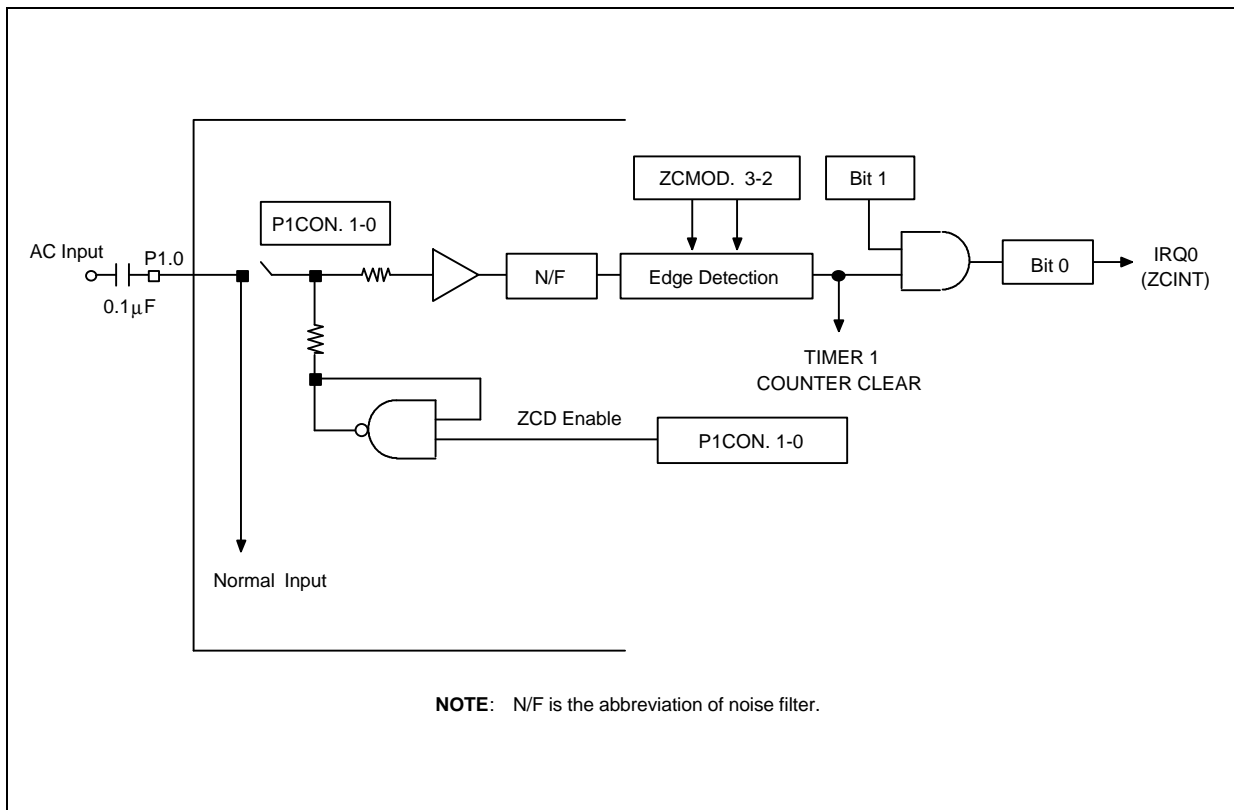 ZCMOD. 3-2
Bit 1
P1CON. 1-0
AC Input
P1.0
0.1μF
N/F
Edge Detection
Bit 0
IRQ0
(ZCINT)
TIMER 1
COUNTER CLEAR
ZCD Enable
P1CON. 1-0
Normal Input
NOTE: N/F is the abbreviation of noise filter.